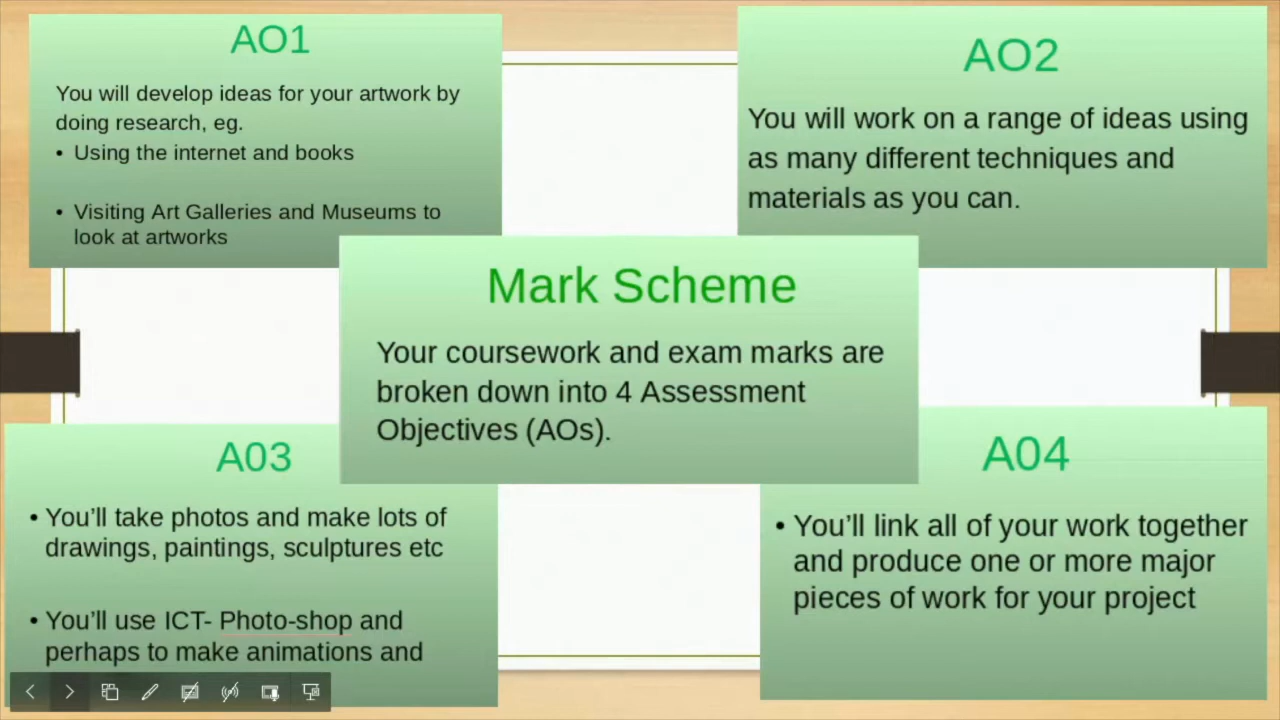 AO1
You will develop ideas for your artwork by
doing research, eg.
• Using the internet and books
• Visiting Art Galleries and Museums to
look at artworks
AO2
You will work on a range of ideas using
as many different techniques and
materials as you can.
Mark Scheme
Your coursework and exam marks are
broken down into 4 Assessment
Objectives (AOs).
A03
• You’ll take photos and make lots of
drawings, paintings, sculptures etc
• You’ll use ICT- Photo-shop and
perhaps to make animations and
A04
• You’ll link all of your work together
and produce one or more major
pieces of work for your project